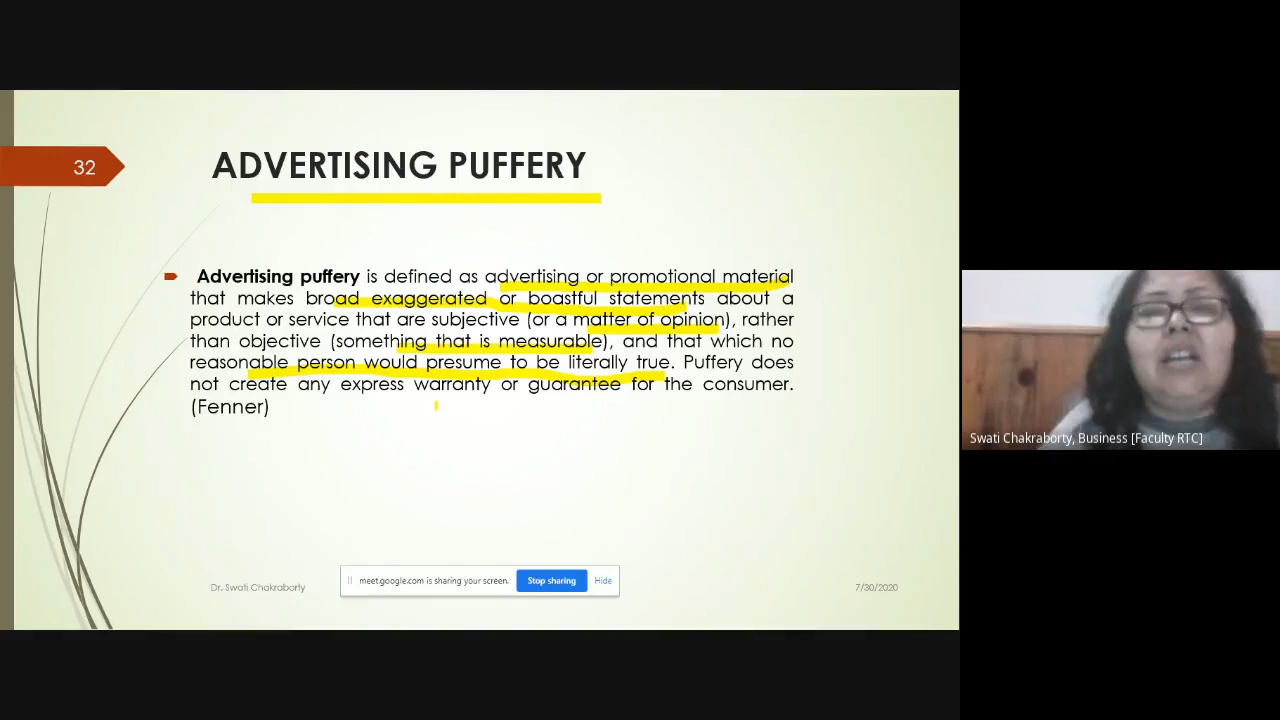 32
ADVERTISING PUFFERY
Advertising puffery is defined as advertising or promotional material
that makes broad exaggerated or boastful statements about a
product or service that are subjective (or a matter of opinion), rather
than objective (something that is measurable), and that which no
reasonable person would presume to be literally true. Puffery does
not create any express warranty or guarantee for the consumer.
(Fenner)
Swati Chakraborty, Business [Faculty RTC]
Dr. Swati Chakraborty
meet.google.com is sharing your screen.
Stop sharing
Hide
7/30/2020